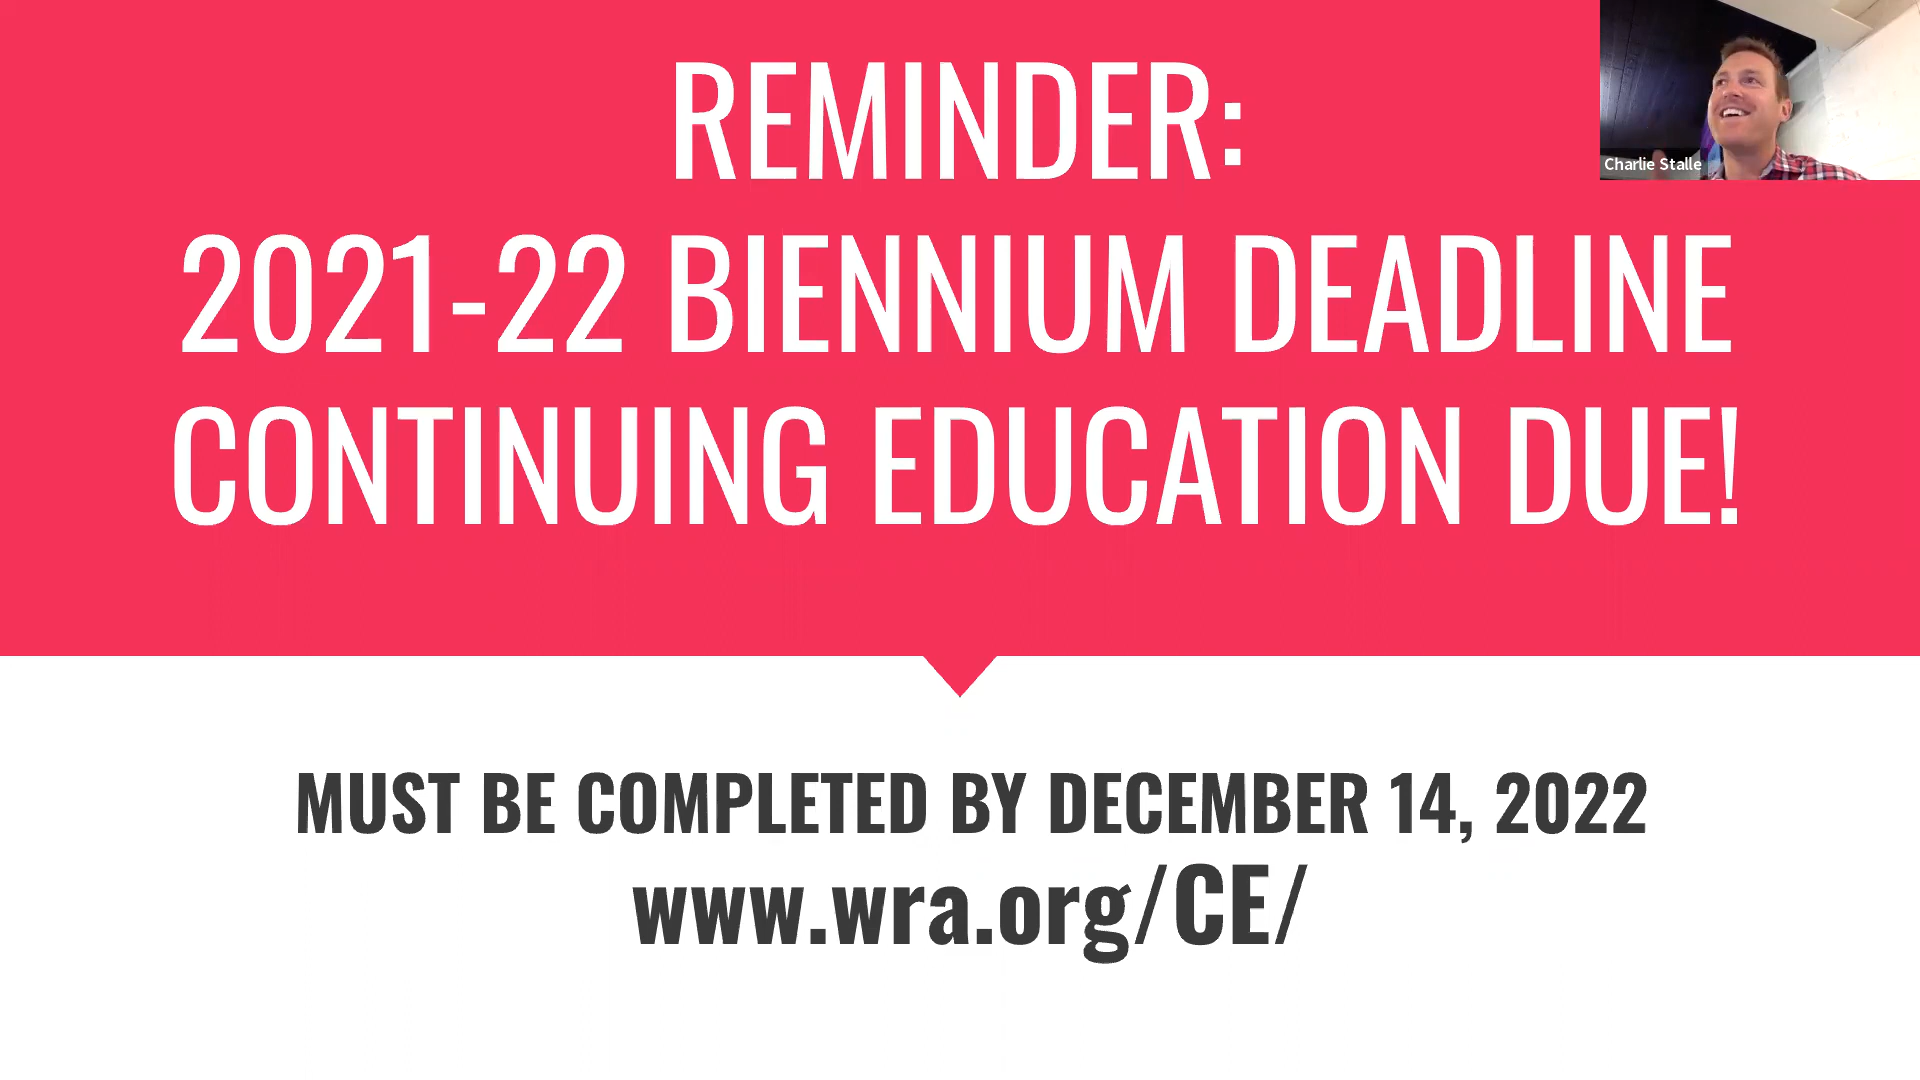 REMINDER:
2021-22 BIENNIUM DEADLINE
CONTINUING EDUCATION DUE!
Charlie Stalle
MUST BE COMPLETED BY DECEMBER 14, 2022
www.wra.org/CE/